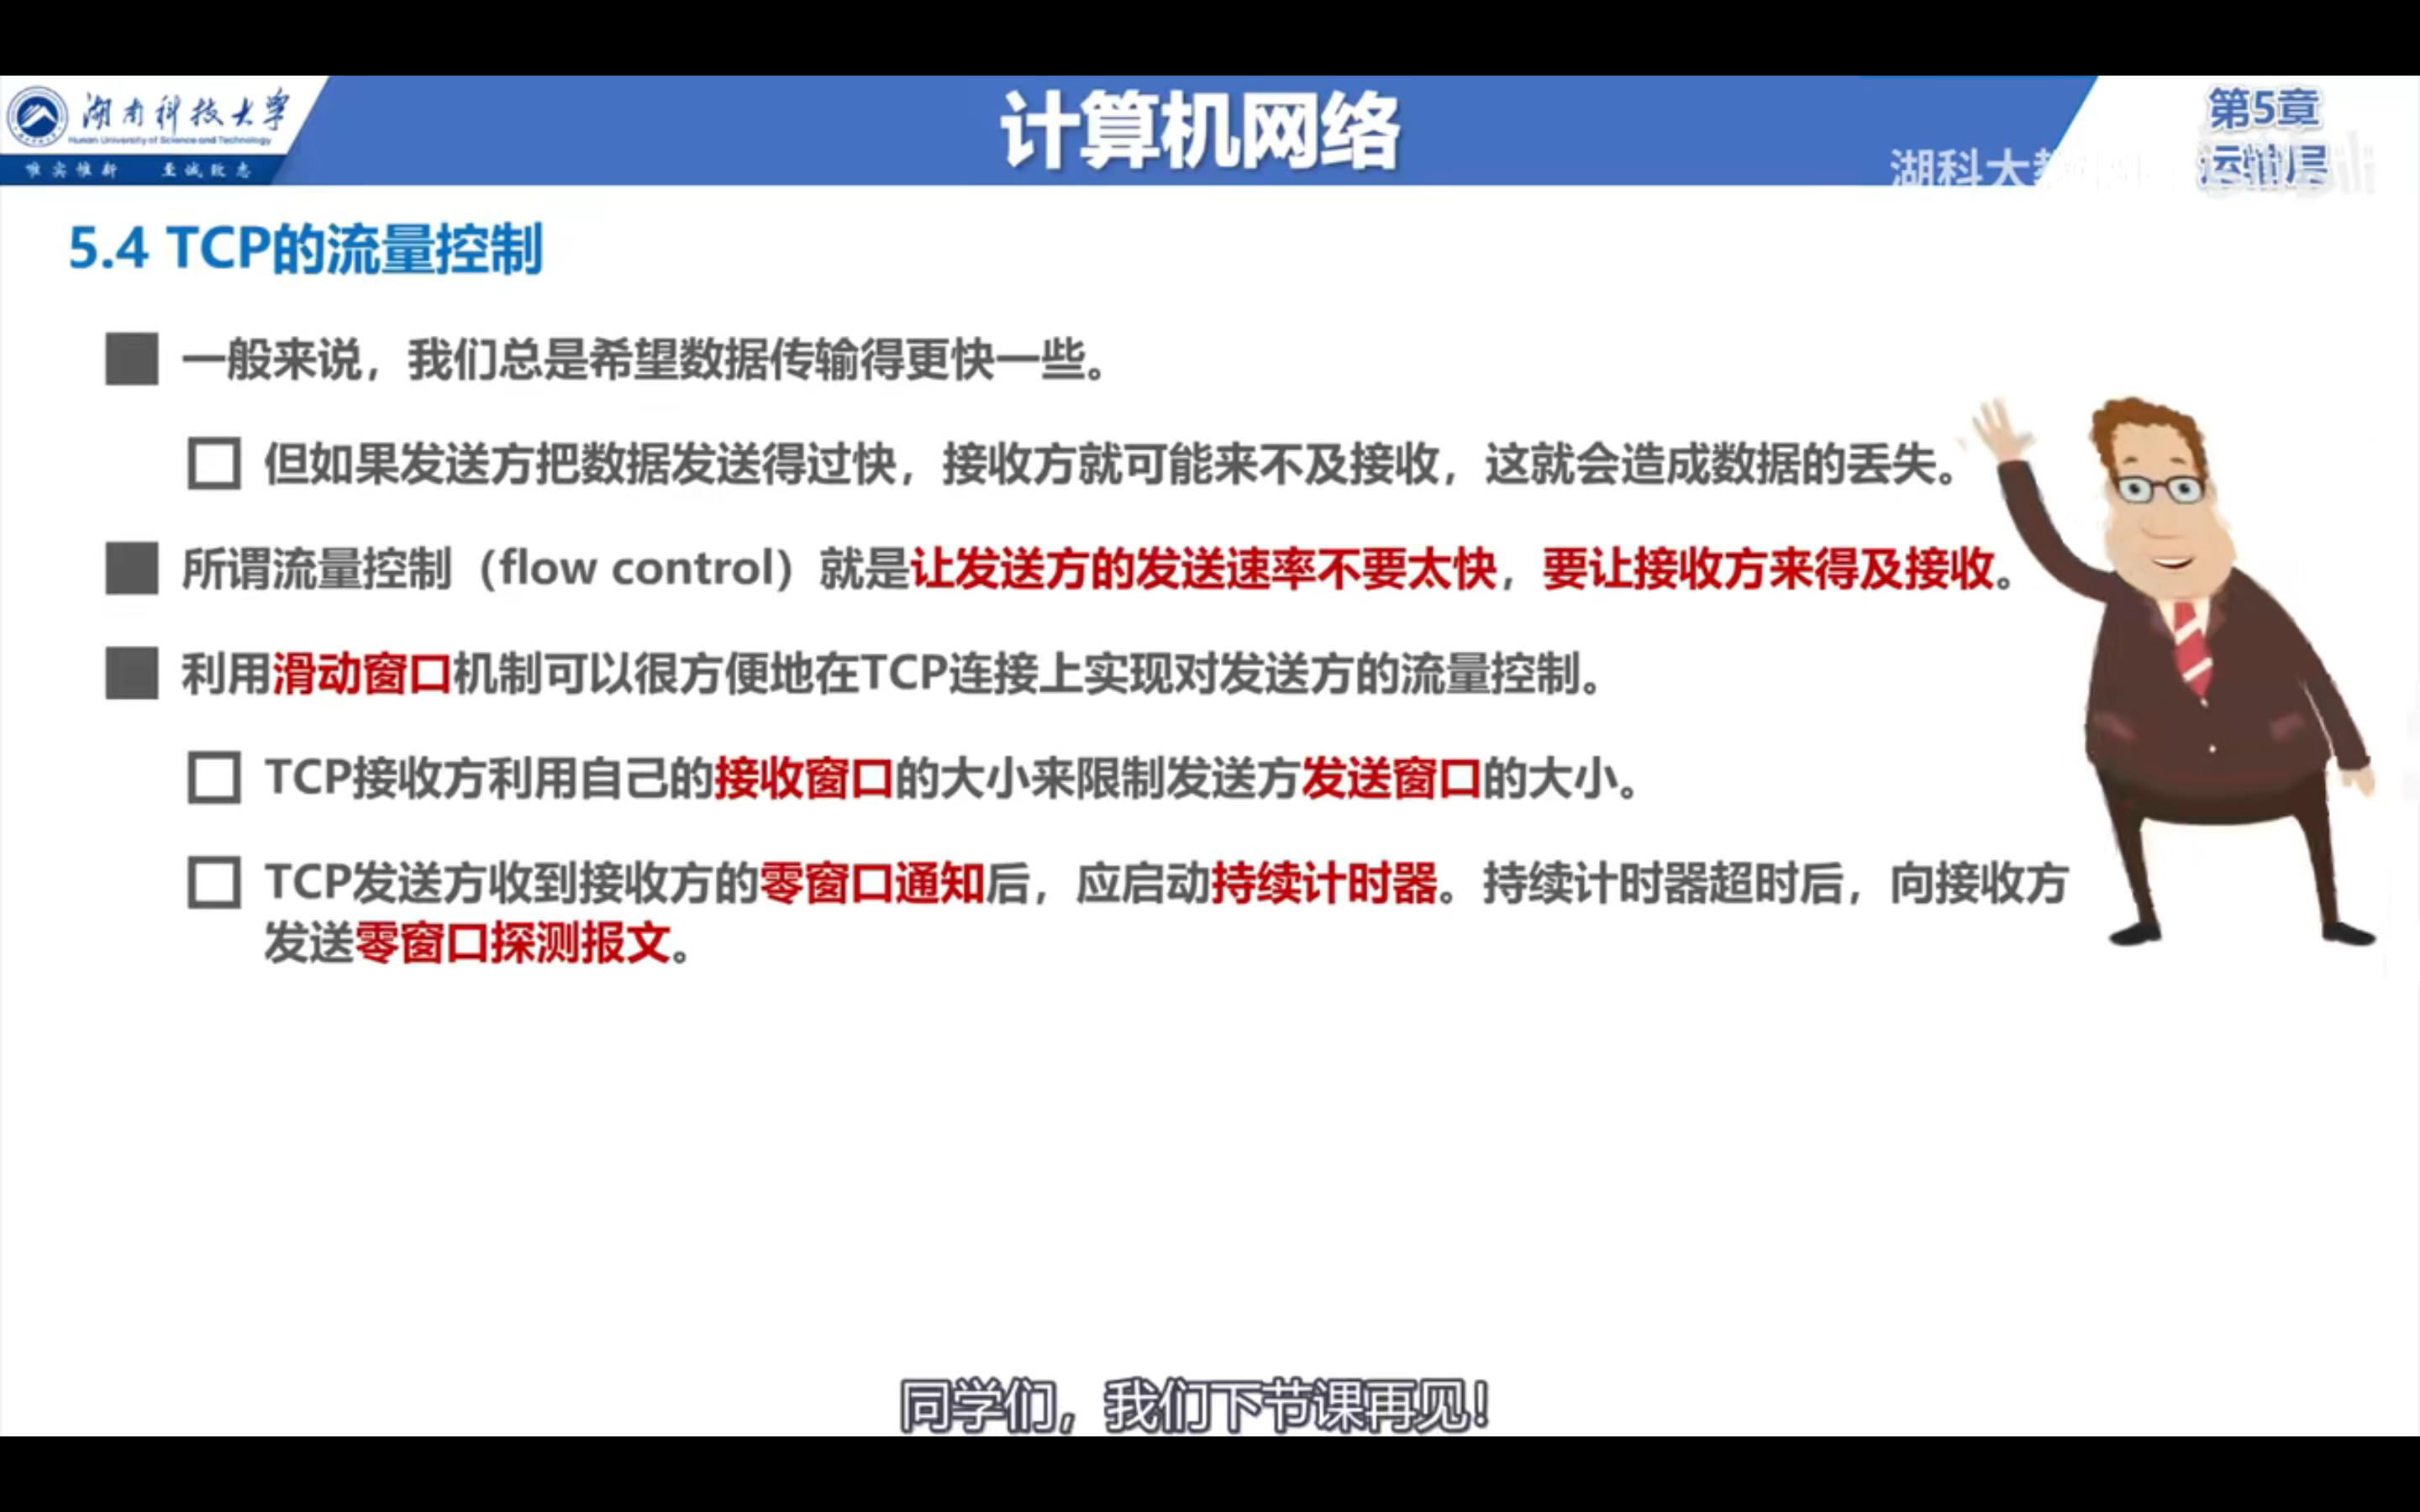 湖南科技大学
Hunan University of Science and Technology
唯实惟新 至诚致志
计算机网络
第5章
运输层
湖科大教
5.4 TCP的流量控制
一般来说，我们总是希望数据传输得更快一些。
但如果发送方把数据发送得过快，接收方就可能来不及接收，这就会造成数据的丢失。
所谓流量控制（flow control）就是让发送方的发送速率不要太快，要让接收方来得及接收。
利用滑动窗口机制可以很方便地在TCP连接上实现对发送方的流量控制。
TCP接收方利用自己的接收窗口的大小来限制发送方发送窗口的大小。
TCP发送方收到接收方的零窗口通知后，应启动持续计时器。持续计时器超时后，向接收方
发送零窗口探测报文。
同学们，我们下节课再见！